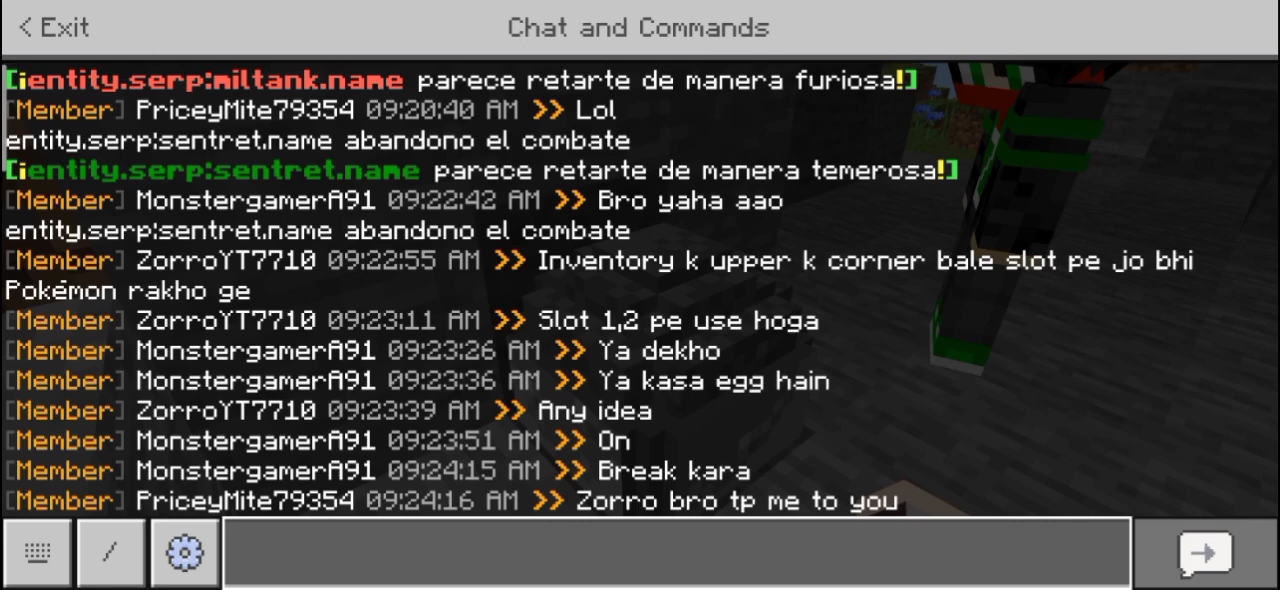 < Exit
Chat and Commands
[¡entity.serp:miltank.name parece retarte de manera furiosa!]
[Member] PriceyMite79354 09:20:40 AM >> Lol
entity.serp:sentret.name abandono el combate
[¡entity.serp:sentret.name parece retarte de manera temerosa!]
[Member] MonstergamerA91 09:22:42 AM >> Bro yaha aao
entity.serp:sentret.name abandono el combate
[Member] ZorroYT7710 09:22:55 AM >> Inventory k upper k corner bale slot pe jo bhi
Pokémon rakho ge
[Member] ZorroYT7710 09:23:11 AM >> Slot 1,2 pe use hoga
[Member] MonstergamerA91 09:23:26 AM >> Ya dekho
[Member] MonstergamerA91 09:23:36 AM >> Ya kasa egg hain
[Member] ZorroYT7710 09:23:39 AM >> Any idea
[Member] MonstergamerA91 09:23:51 AM >> On
[Member] MonstergamerA91 09:24:15 AM >> Break kara
[Member] PriceyMite79354 09:24:16 AM >> Zorro bro tp me to you
/